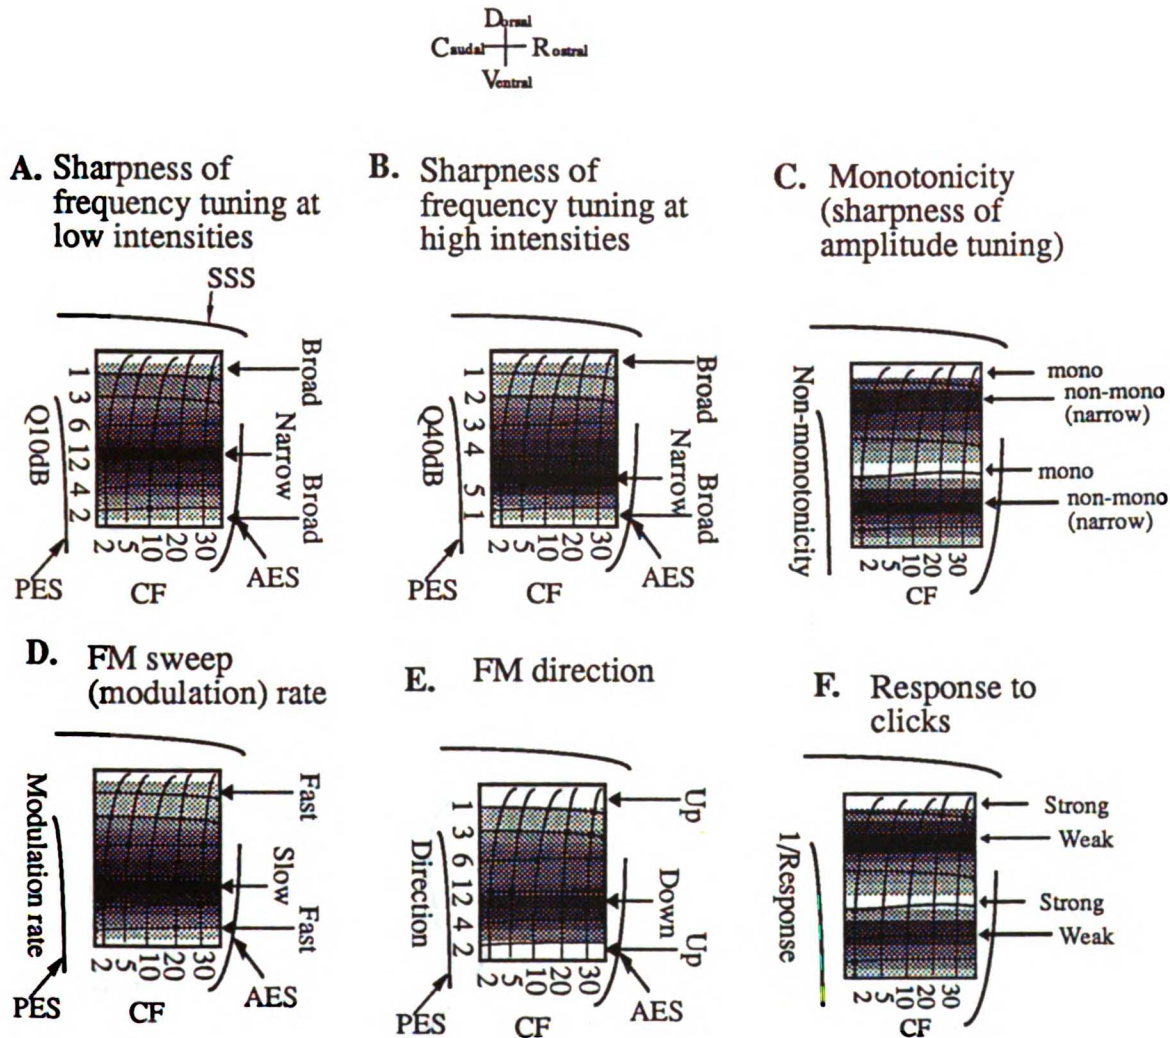 Dorsal
Caudal Rostral
Ventral
A. Sharpness of
frequency tuning at
low intensities
SSS
Broad
Narrow
Broad
1 3 6 12 4 2
Q10dB
2 5 10 20 30
PES
CF
AES
B. Sharpness of
frequency tuning at
high intensities
Broad
Narrow
Broad
1 2 3 4 5 1
Q40dB
2 5 10 20 30
PES
CF
AES
C. Monotonicity
(sharpness of
amplitude tuning)
mono
non-mono
(narrow)
mono
non-mono
(narrow)
Non-monotonicity
2 5 10 20 30
CF
D. FM sweep
(modulation) rate
Fast
Slow
Fast
Modulation rate
2 5 10 20 30
PES
CF
AES
E. FM direction
Up
Down
Up
1 3 6 12 4 2
Direction
2 5 10 20 30
PES
CF
AES
F. Response to
clicks
Strong
Weak
Strong
Weak
1/Response
2 5 10 20 30
CF